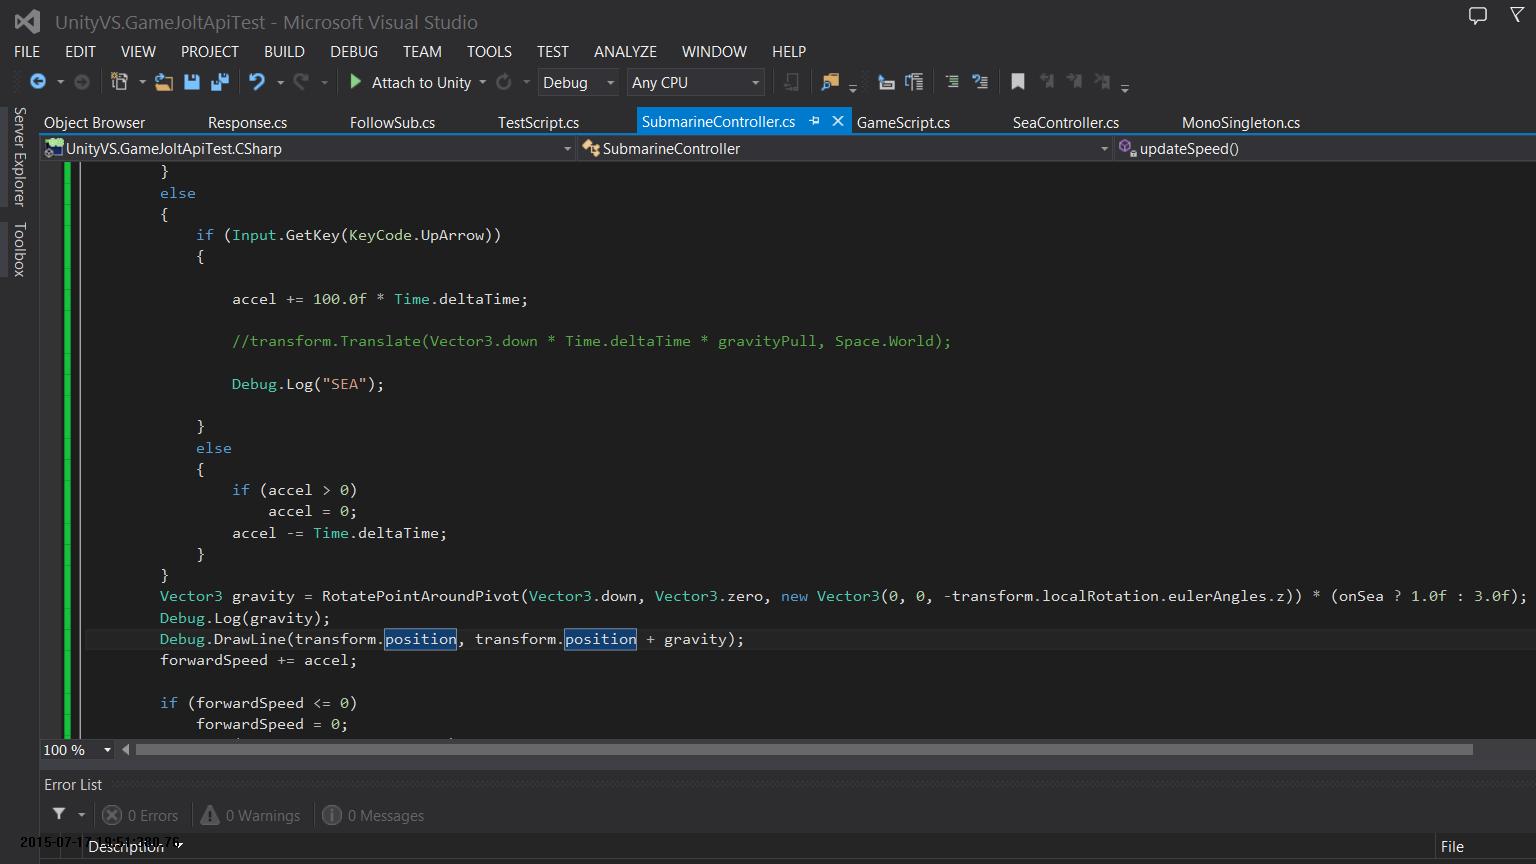 UnityVS.GameJoltApiTest - Microsoft Visual Studio
FILE EDIT VIEW PROJECT BUILD DEBUG TEAM TOOLS TEST ANALYZE WINDOW HELP
Attach to Unity Debug Any CPU
Server Explorer
Toolbox
Object Browser Response.cs FollowSub.cs TestScript.cs SubmarineController.cs GameScript.cs SeaController.cs MonoSingleton.cs
UnityVS.GameJoltApiTest.CSharp SubmarineController updateSpeed()
}
else
{
if (Input.GetKey(KeyCode.UpArrow))
{
accel += 100.0f * Time.deltaTime;
//transform.Translate(Vector3.down * Time.deltaTime * gravityPull, Space.World);
Debug.Log("SEA");
}
else
{
if (accel > 0)
accel = 0;
accel -= Time.deltaTime;
}
}
Vector3 gravity = RotatePointAroundPivot(Vector3.down, Vector3.zero, new Vector3(0, 0, -transform.localRotation.eulerAngles.z)) * (onSea ? 1.0f : 3.0f);
Debug.Log(gravity);
Debug.DrawLine(transform.position, transform.position + gravity);
forwardSpeed += accel;
if (forwardSpeed <= 0)
forwardSpeed = 0;
100 %
Error List
0 Errors 0 Warnings 0 Messages
Description File